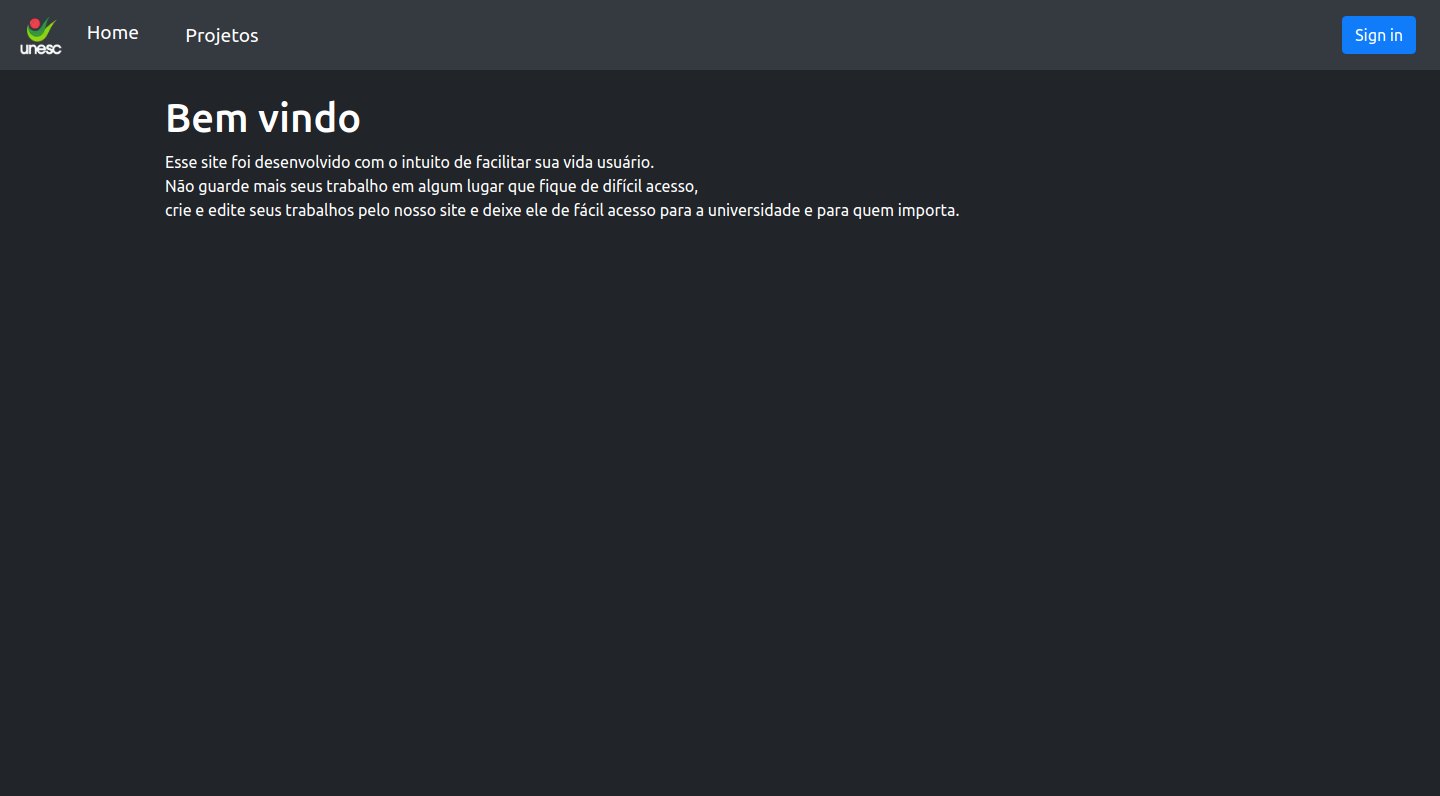 unesc
Home
Projetos
Sign in
Bem vindo
Esse site foi desenvolvido com o intuito de facilitar sua vida usuário.
Não guarde mais seus trabalho em algum lugar que fique de difícil acesso,
crie e edite seus trabalhos pelo nosso site e deixe ele de fácil acesso para a universidade e para quem importa.